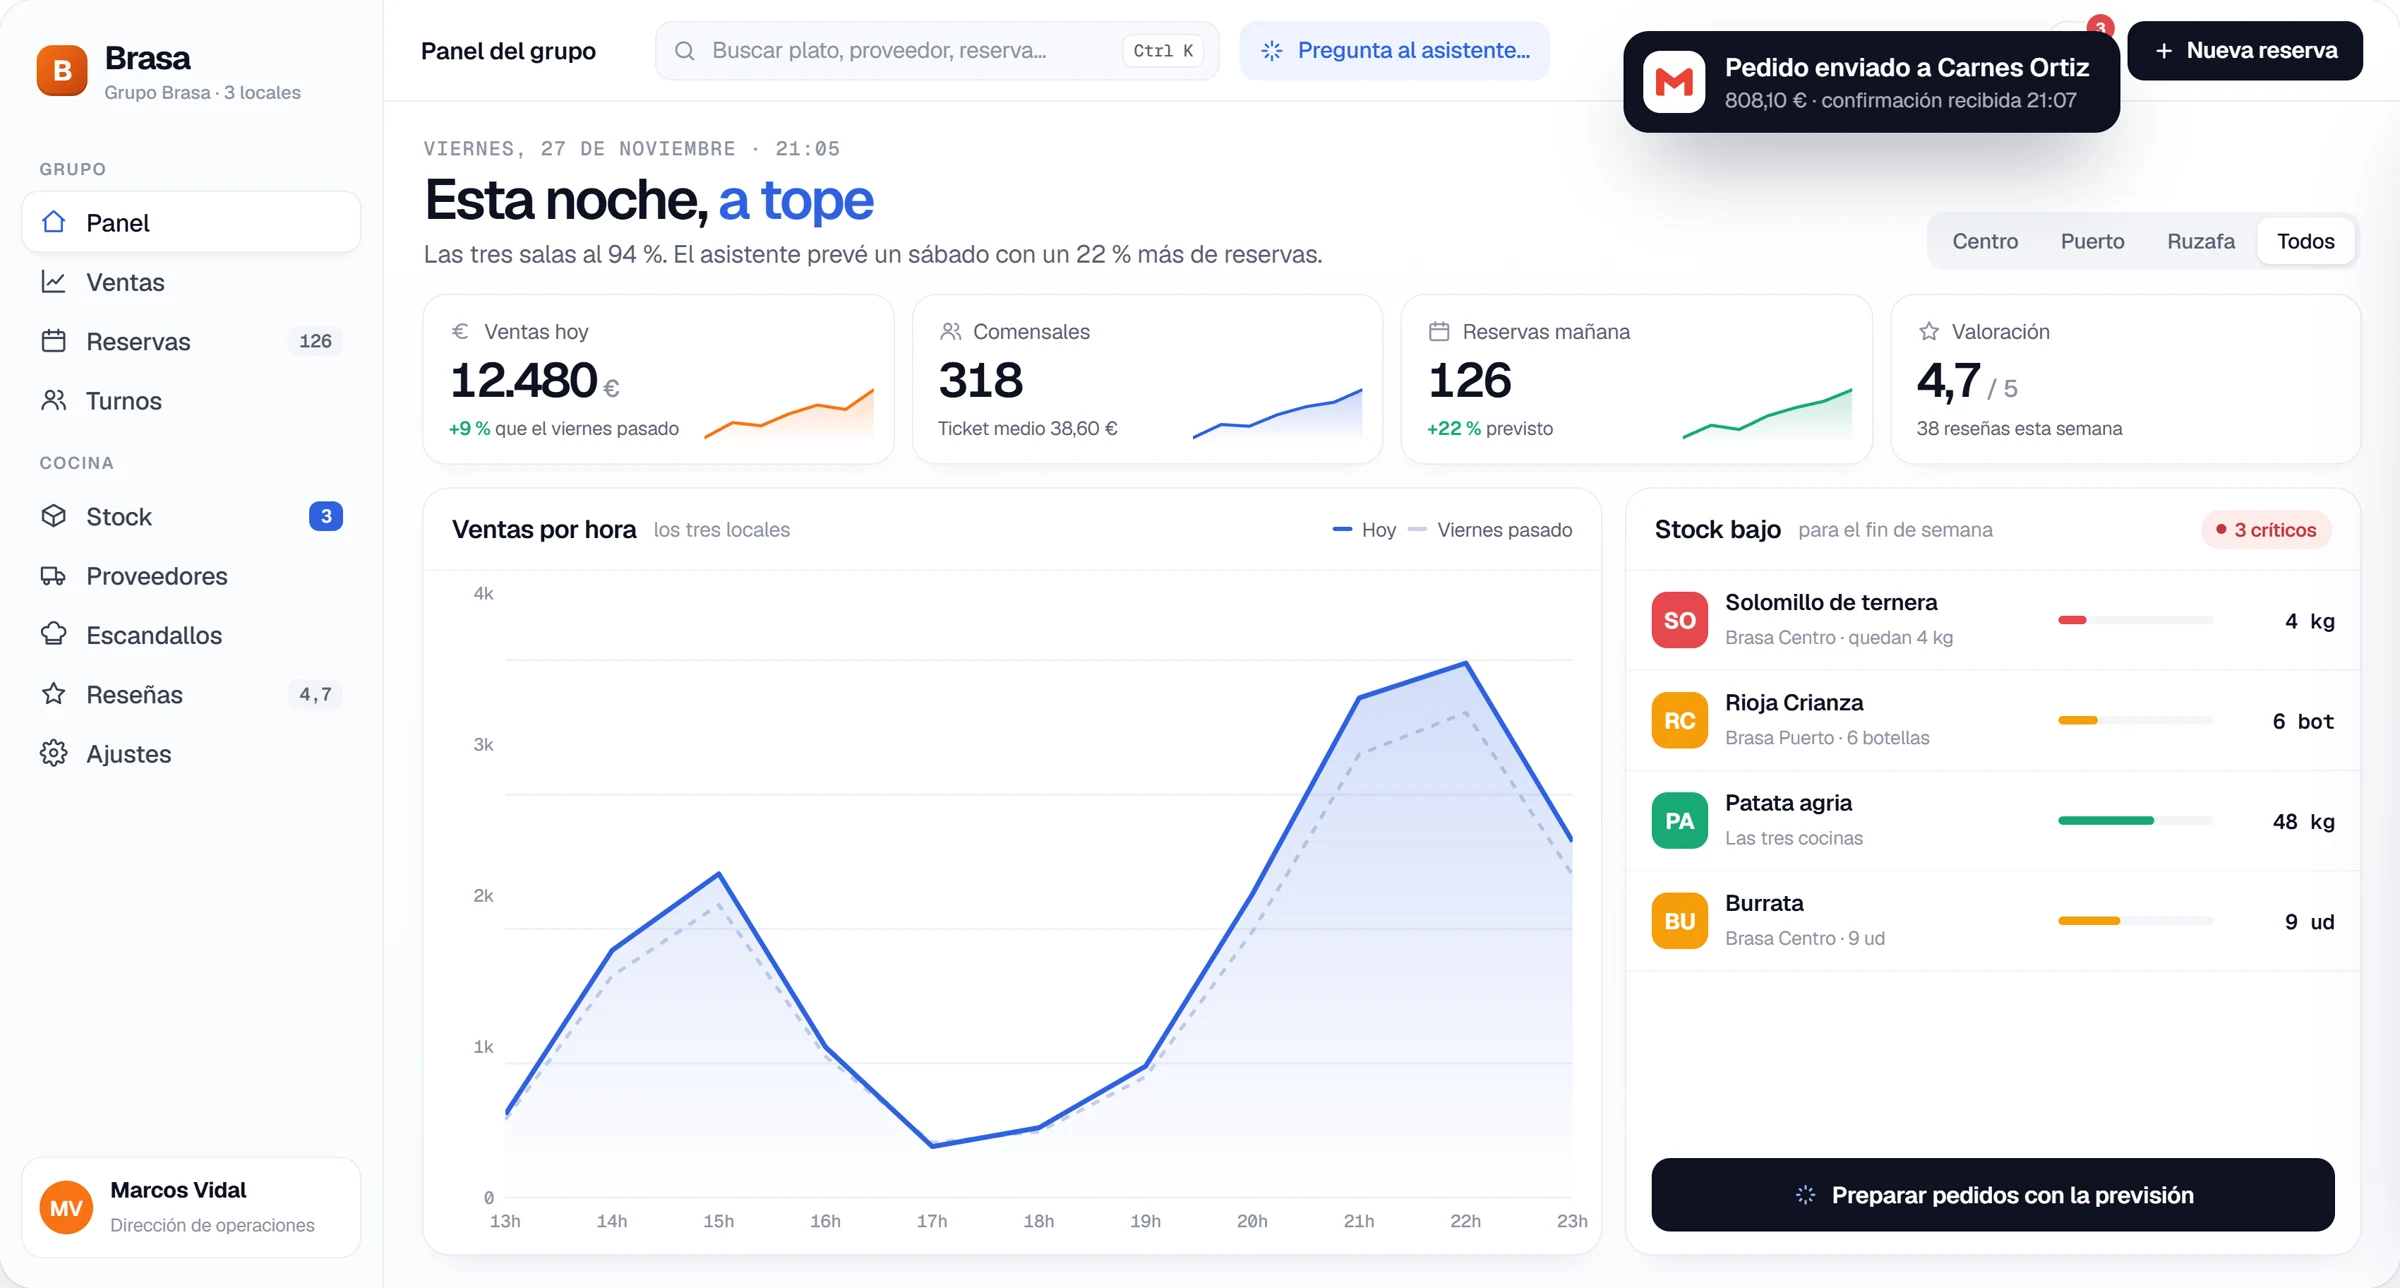 B
Brasa
Grupo Brasa · 3 locales
GRUPO
Panel
Ventas
Reservas 126
Turnos
COCINA
Stock 3
Proveedores
Escandallos
Reseñas 4,7
Ajustes
MV
Marcos Vidal
Dirección de operaciones
Panel del grupo
Buscar plato, proveedor, reserva... Ctrl K
Pregunta al asistente...
3
Pedido enviado a Carnes Ortiz
808,10 € · confirmación recibida 21:07
+ Nueva reserva
VIERNES, 27 DE NOVIEMBRE · 21:05
Esta noche, a tope
Las tres salas al 94 %. El asistente prevé un sábado con un 22 % más de reservas.
Centro Puerto Ruzafa Todos
€ Ventas hoy
12.480 €
+9 % que el viernes pasado
Comensales
318
Ticket medio 38,60 €
Reservas mañana
126
+22 % previsto
Valoración
4,7 / 5
38 reseñas esta semana
Ventas por hora los tres locales
Hoy Viernes pasado
4k
3k
2k
1k
0
13h 14h 15h 16h 17h 18h 19h 20h 21h 22h 23h
Stock bajo para el fin de semana 3 críticos
SO
Solomillo de ternera
Brasa Centro · quedan 4 kg
4 kg
RC
Rioja Crianza
Brasa Puerto · 6 botellas
6 bot
PA
Patata agria
Las tres cocinas
48 kg
BU
Burrata
Brasa Centro · 9 ud
9 ud
Preparar pedidos con la previsión